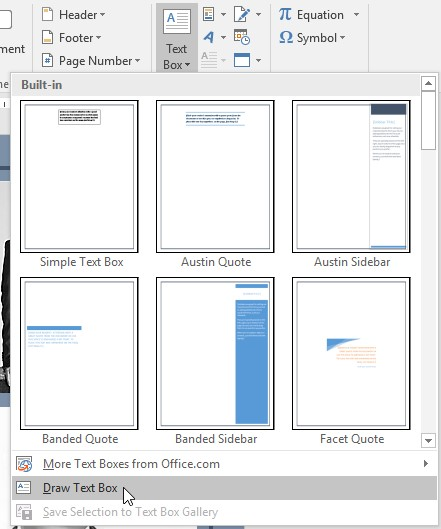 Header
Footer
Page Number
Text
Box
Equation
Symbol
Built-in
Simple Text Box
Austin Quote
Austin Sidebar
Banded Quote
Banded Sidebar
Facet Quote
More Text Boxes from Office.com
Draw Text Box
Save Selection to Text Box Gallery